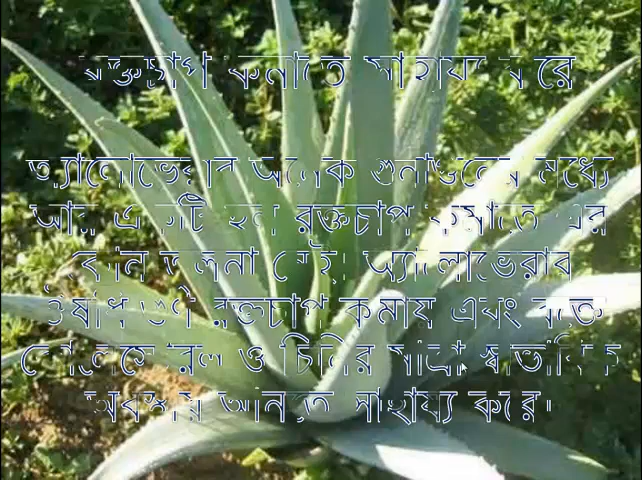 রক্তচাপ কমাতে সাহায্য করে
অ্যালোভেরার অনেক গুনাগুনের মধ্যে
আর একটি হল রক্তচাপ কমাতে এর
কোন তুলনা নেই। অ্যালোভেরার
ঔষধি গুণ রক্তচাপ কমায় এবং রক্তে
কোলেস্টেরল ও চিনির মাত্রা স্বাভাবিক
অবস্থায় আনতে সাহায্য করে।